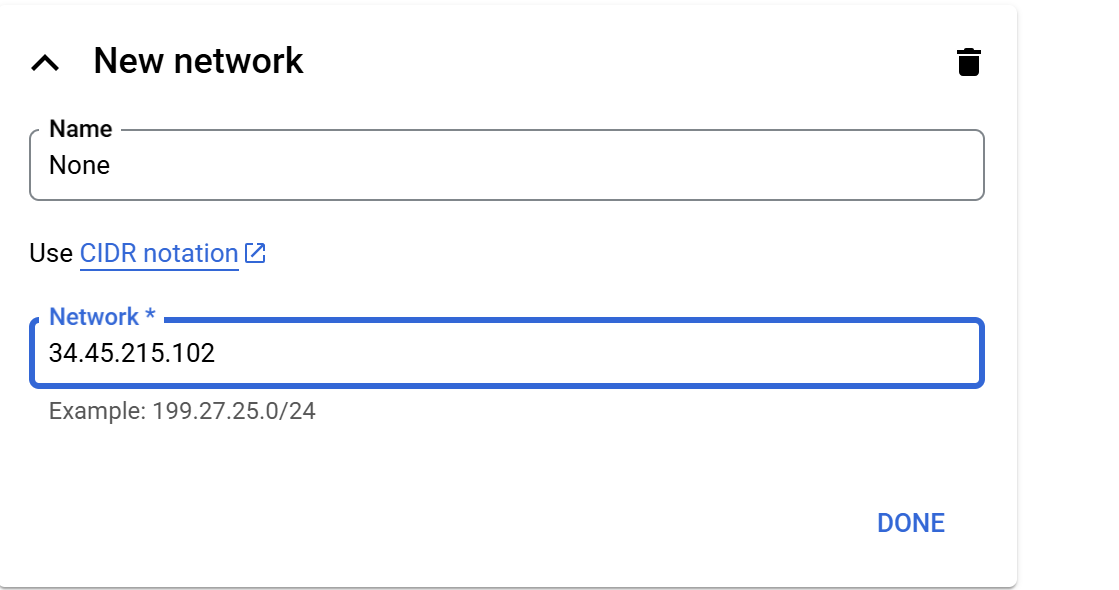 New network
Name
None
Use CIDR notation
Network *
34.45.215.102
Example: 199.27.25.0/24
DONE